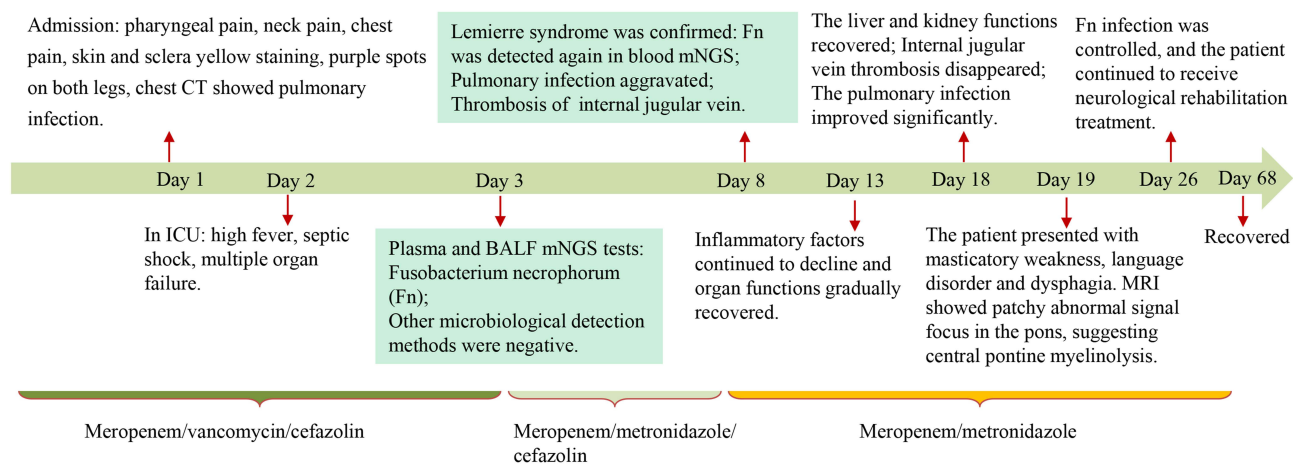 Admission: pharyngeal pain, neck pain, chest
pain, skin and sclera yellow staining, purple spots
on both legs, chest CT showed pulmonary
infection.
Lemierre syndrome was confirmed: Fn
was detected again in blood mNGS;
Pulmonary infection aggravated;
Thrombosis of internal jugular vein.
The liver and kidney functions
recovered; Internal jugular
vein thrombosis disappeared;
The pulmonary infection
improved significantly.
Fn infection was
controlled, and the patient
continued to receive
neurological rehabilitation
treatment.
Day 1 Day 2 Day 3 Day 8 Day 13 Day 18 Day 19 Day 26 Day 68
In ICU: high fever, septic
shock, multiple organ
failure.
Plasma and BALF mNGS tests:
Fusobacterium necrophorum
(Fn);
Other microbiological detection
methods were negative.
Inflammatory factors
continued to decline and
organ functions gradually
recovered.
The patient presented with
masticatory weakness, language
disorder and dysphagia. MRI
showed patchy abnormal signal
focus in the pons, suggesting
central pontine myelinolysis.
Recovered
Meropenem/vancomycin/cefazolin
Meropenem/metronidazole/
cefazolin
Meropenem/metronidazole